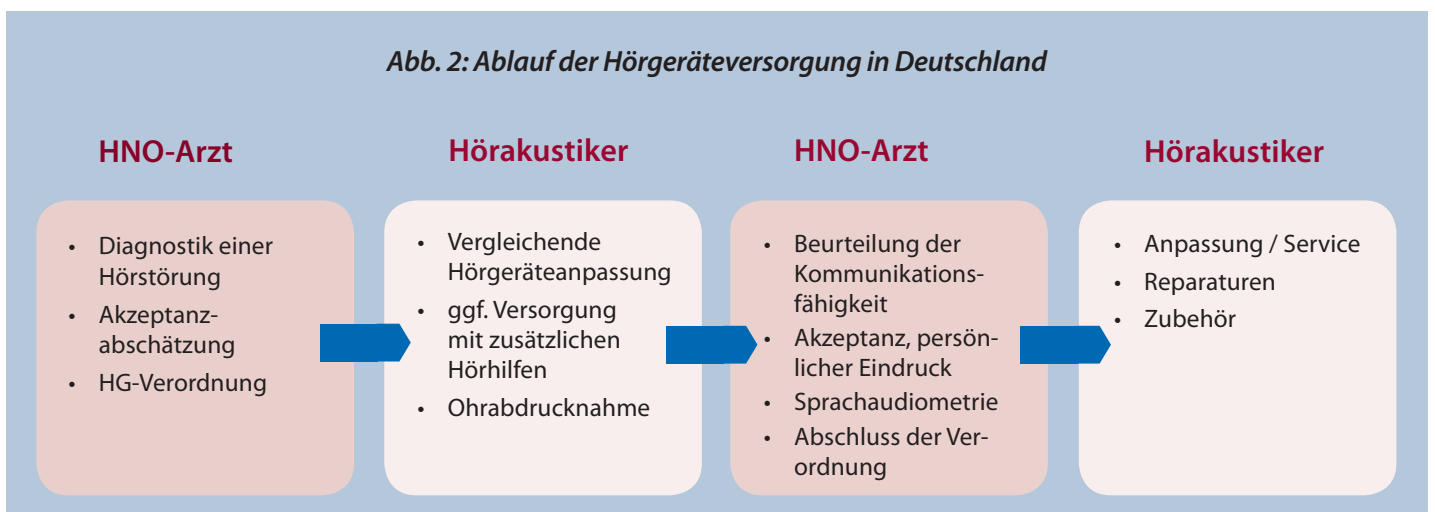 Abb. 2: Ablauf der Hörgeräteversorgung in Deutschland
HNO-Arzt
• Diagnostik einer
Hörstörung
• Akzeptanz-
abschätzung
• HG-Verordnung
Hörakustiker
• Vergleichende
Hörgeräteanpassung
• ggf. Versorgung
mit zusätzlichen
Hörhilfen
• Ohrabdrucknahme
HNO-Arzt
• Beurteilung der
Kommunikations-
fähigkeit
• Akzeptanz, persön-
licher Eindruck
• Sprachaudiometrie
• Abschluss der Ver-
ordnung
Hörakustiker
• Anpassung / Service
• Reparaturen
• Zubehör